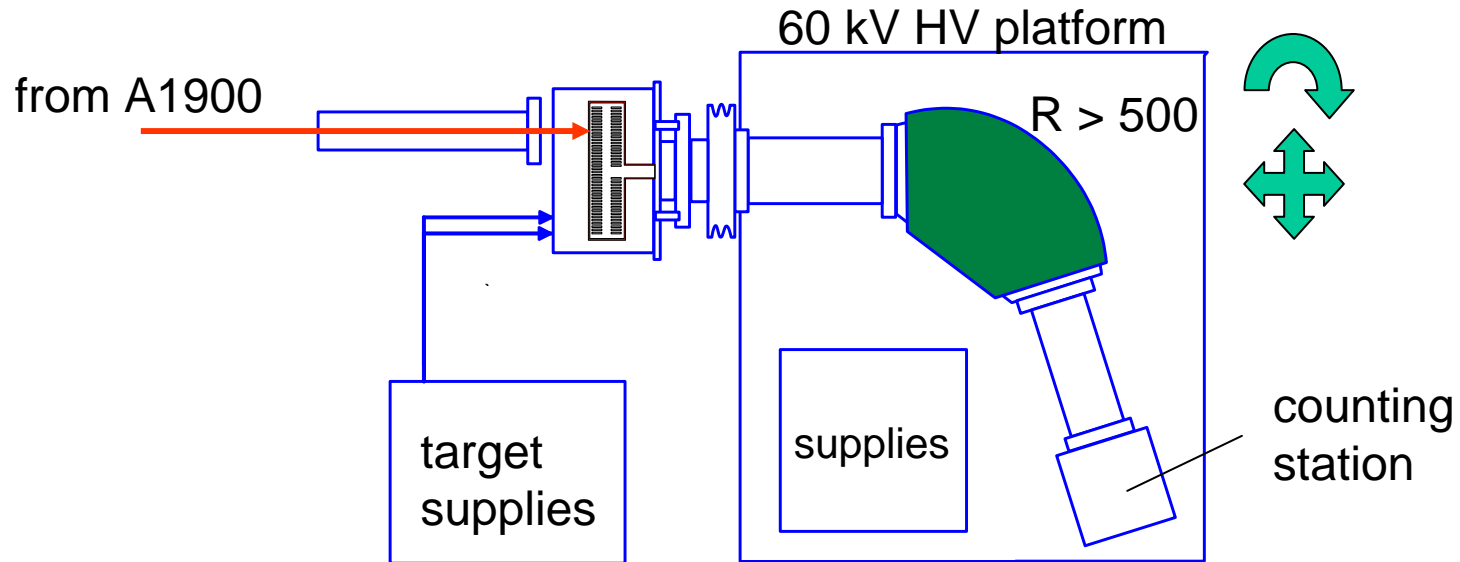 60 kV HV platform
from A1900
R > 500
target
supplies
supplies
counting
station